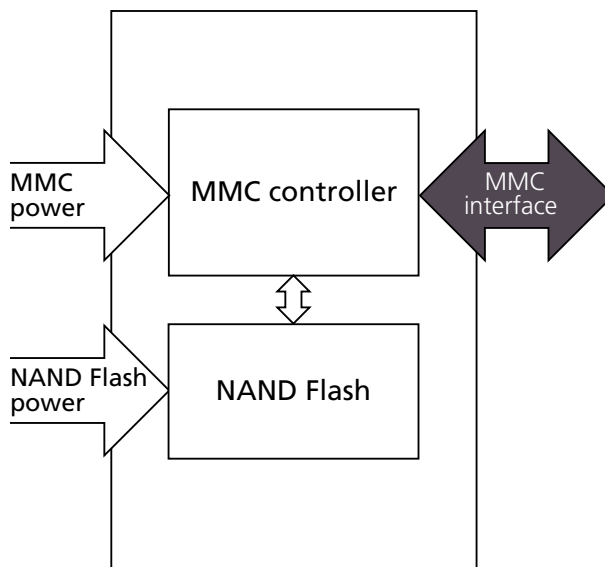 MMC
power
MMC controller
MMC
interface
NAND Flash
power
NAND Flash